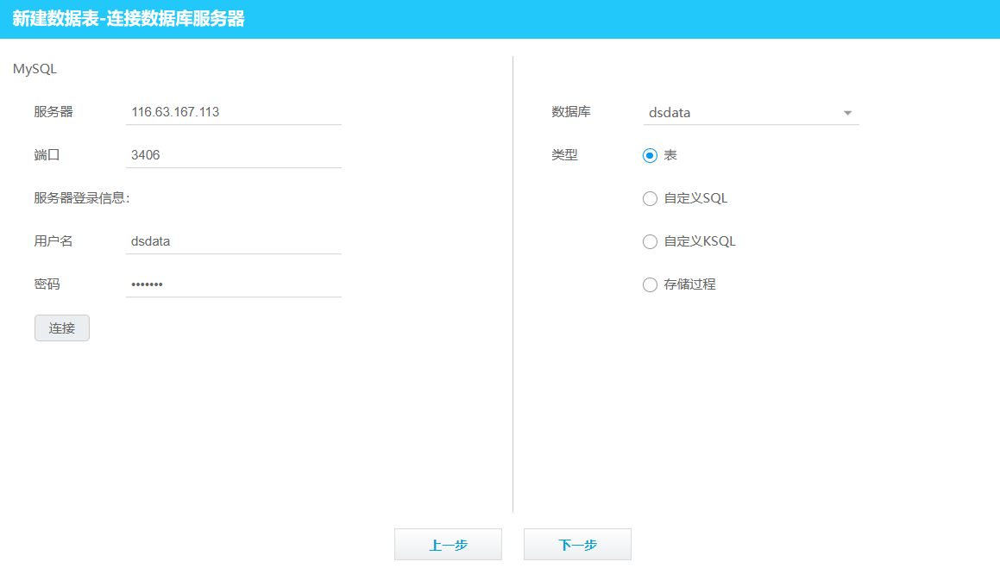 新建数据表-连接数据库服务器
MySQL
服务器 116.63.167.113
端口 3406
服务器登录信息：
用户名 dsdata
密码 •••••••
连接
数据库 dsdata
类型 表
自定义SQL
自定义KSQL
存储过程
上一步 下一步